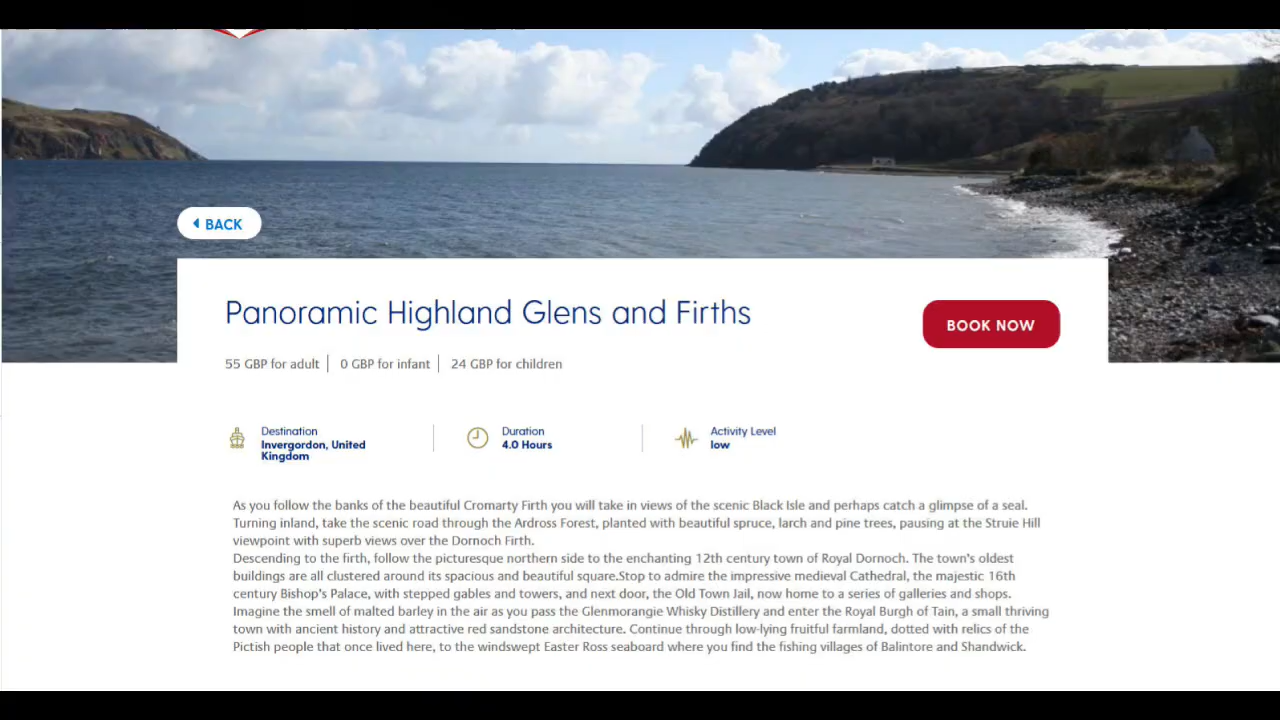 BACK
Panoramic Highland Glens and Firths
BOOK NOW
55 GBP for adult
0 GBP for infant
24 GBP for children
Destination
Invergordon, United
Kingdom
Duration
4.0 Hours
Activity Level
low
As you follow the banks of the beautiful Cromarty Firth you will take in views of the scenic Black Isle and perhaps catch a glimpse of a seal.
Turning inland, take the scenic road through the Ardross Forest, planted with beautiful spruce, larch and pine trees, pausing at the Struie Hill
viewpoint with superb views over the Dornoch Firth.
Descending to the firth, follow the picturesque northern side to the enchanting 12th century town of Royal Dornoch. The town's oldest
buildings are all clustered around its spacious and beautiful square.Stop to admire the impressive medieval Cathedral, the majestic 16th
century Bishop's Palace, with stepped gables and towers, and next door, the Old Town Jail, now home to a series of galleries and shops.
Imagine the smell of malted barley in the air as you pass the Glenmorangie Whisky Distillery and enter the Royal Burgh of Tain, a small thriving
town with ancient history and attractive red sandstone architecture. Continue through low-lying fruitful farmland, dotted with relics of the
Pictish people that once lived here, to the windswept Easter Ross seaboard where you find the fishing villages of Balintore and Shandwick.